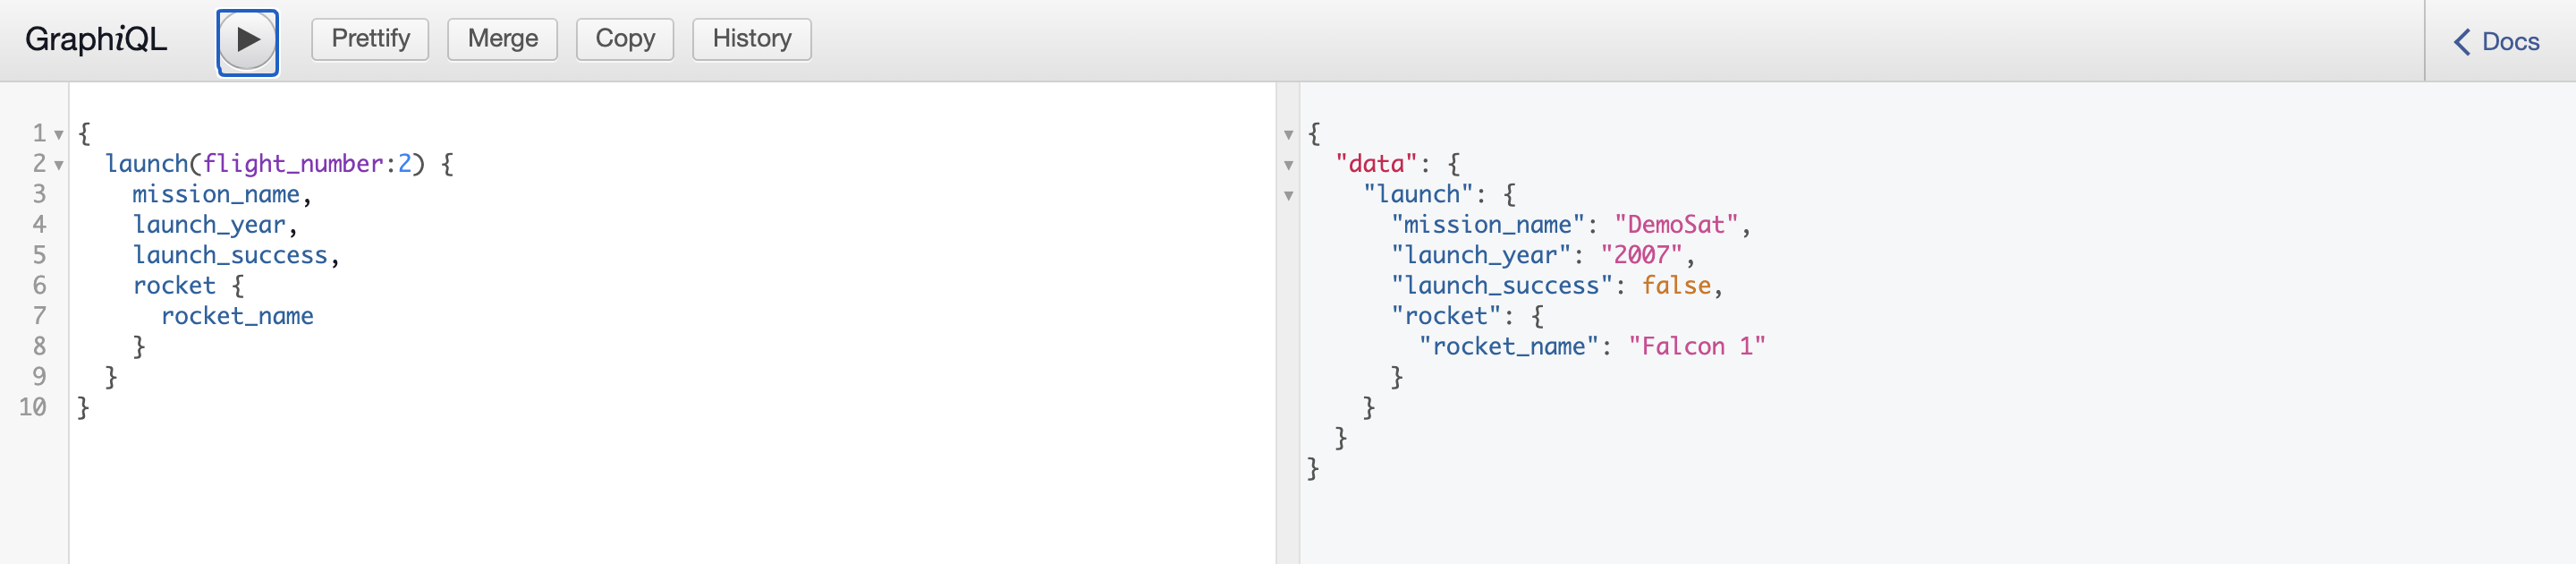 GraphiQL Prettify Merge Copy History Docs
1 {
2 launch(flight_number:2) {
3 mission_name,
4 launch_year,
5 launch_success,
6 rocket {
7 rocket_name
8 }
9 }
10 }
{
"data": {
"launch": {
"mission_name": "DemoSat",
"launch_year": "2007",
"launch_success": false,
"rocket": {
"rocket_name": "Falcon 1"
}
}
}
}